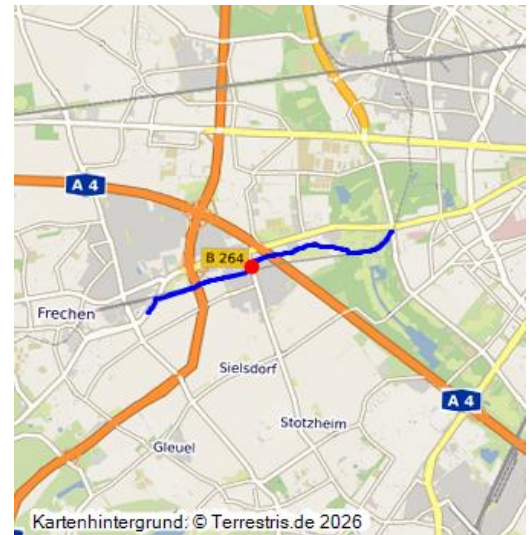 A 4
B 264
Frechen
Sielsdorf
A 4
Stotzheim
Gleuel
Kartenhintergrund: © Terrestris.de 2026